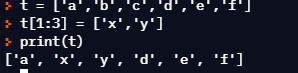 > t = ['a','b','c','d','e','f']
> t[1:3] = ['x','y']
> print(t)
['a', 'x', 'y', 'd', 'e', 'f']